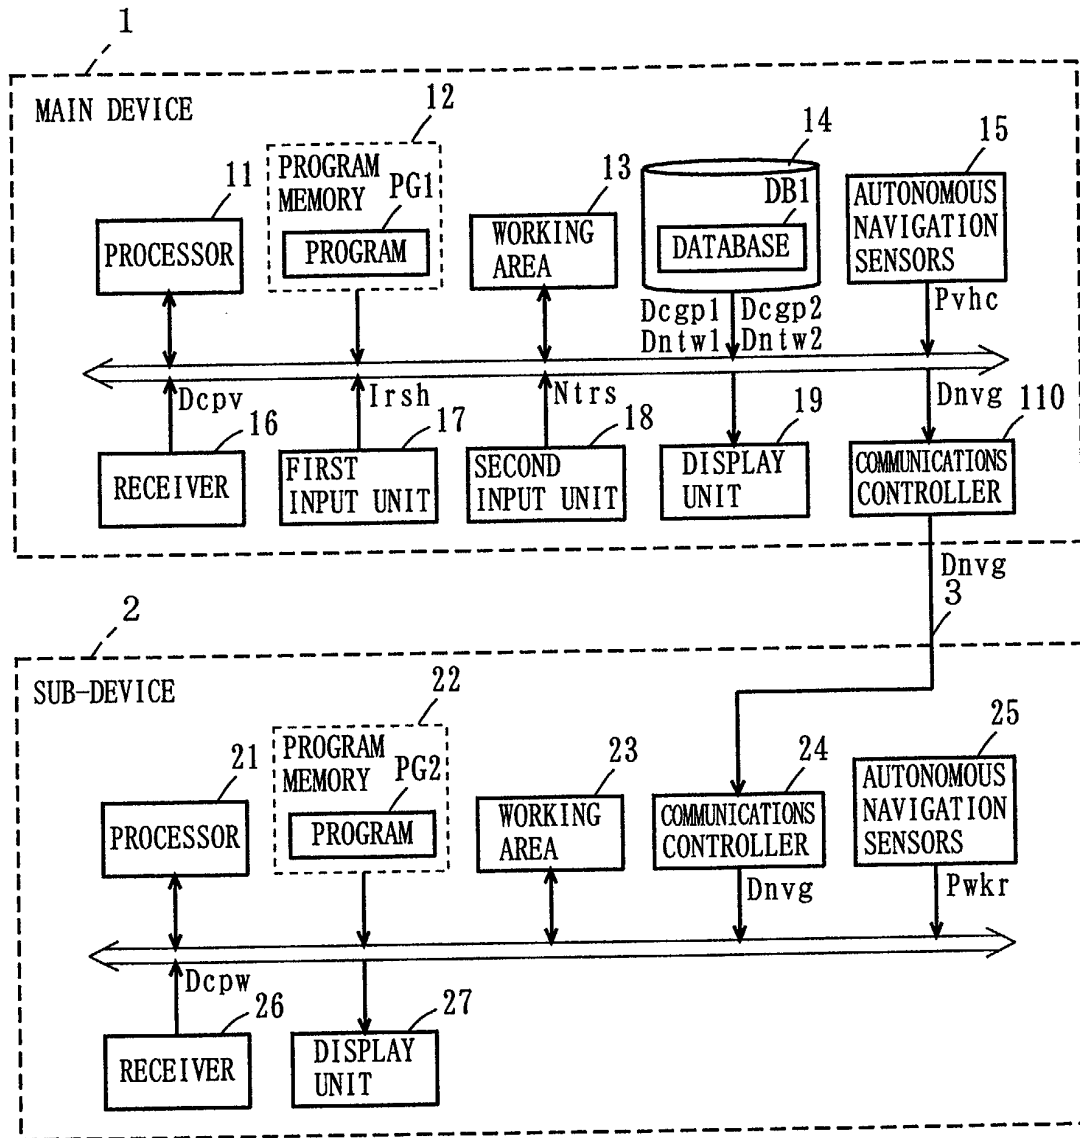 1
MAIN DEVICE
12
14
15
11
PROGRAM
MEMORY
PG1
13
DB1
AUTONOMOUS
NAVIGATION
SENSORS
PROCESSOR
PROGRAM
WORKING
AREA
DATABASE
Dcgp1
Dntw1
Dcgp2
Dntw2
Pvhc
Dcpv
Irsh
Ntrs
Dnvg
16
17
18
19
110
RECEIVER
FIRST
INPUT UNIT
SECOND
INPUT UNIT
DISPLAY
UNIT
COMMUNICATIONS
CONTROLLER
Dnvg
3
2
SUB-DEVICE
22
21
PROGRAM
MEMORY
PG2
23
24
25
PROCESSOR
PROGRAM
WORKING
AREA
COMMUNICATIONS
CONTROLLER
AUTONOMOUS
NAVIGATION
SENSORS
Dnvg
Pwkr
Dcpw
26
27
RECEIVER
DISPLAY
UNIT